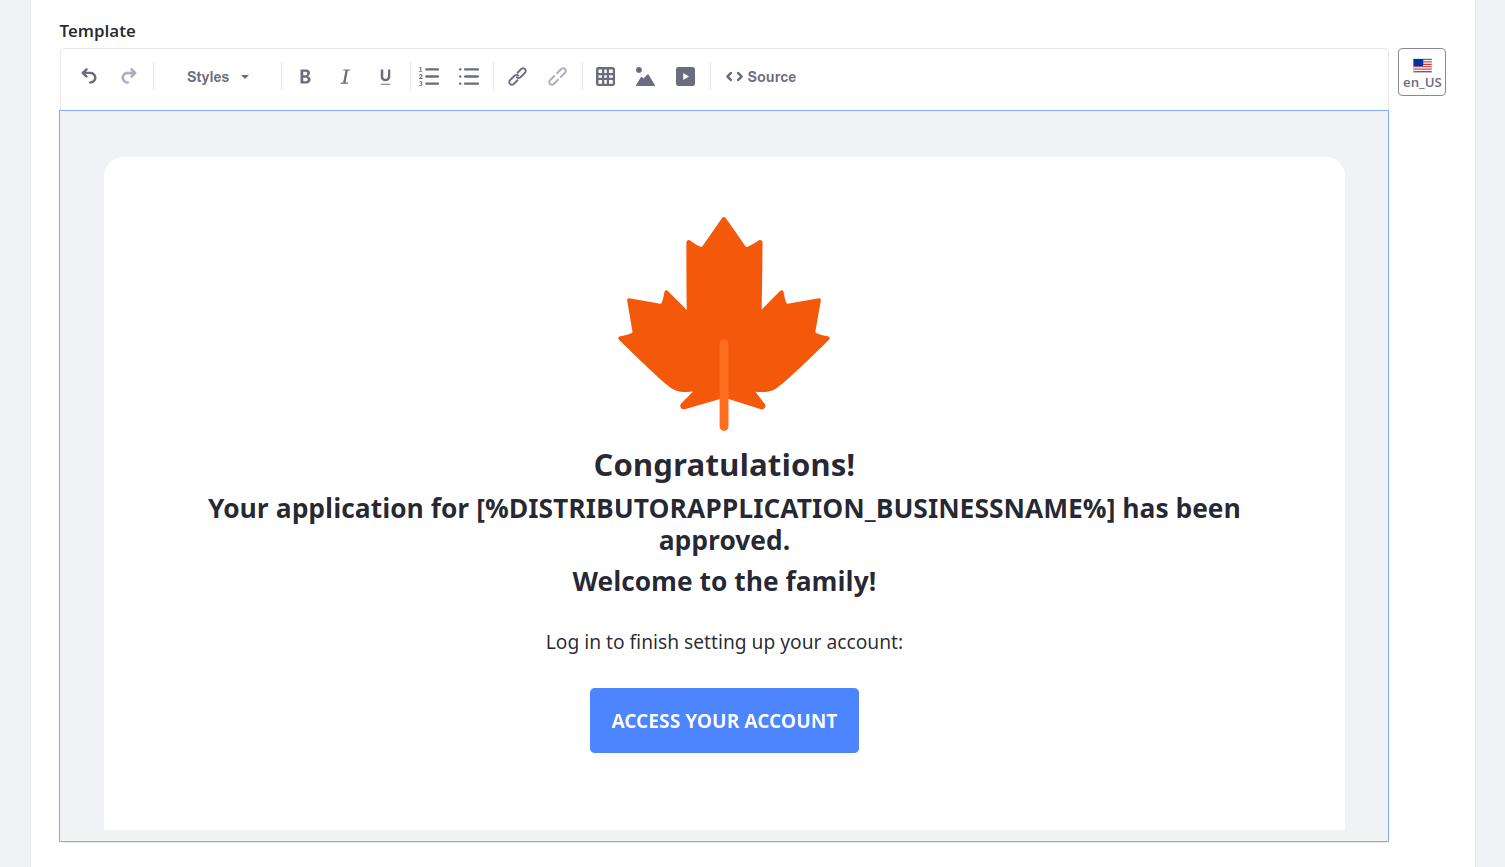 Template
Styles
B I U
Source
en_US
Congratulations!
Your application for [%DISTRIBUTORAPPLICATION_BUSINESSNAME%] has been
approved.
Welcome to the family!
Log in to finish setting up your account:
ACCESS YOUR ACCOUNT